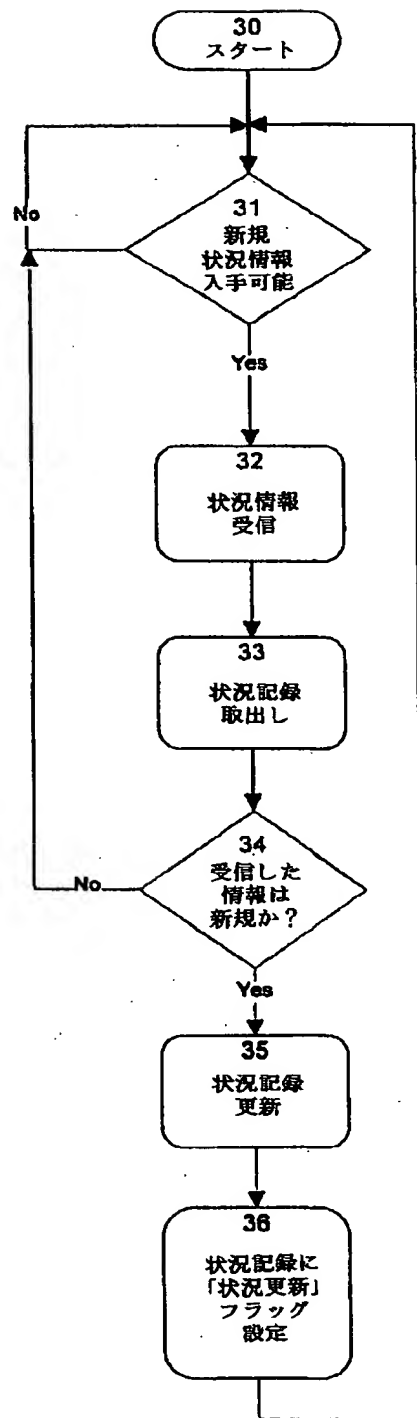 30
スタート
No
31
新規
状況情報
入手可能
Yes
32
状況情報
受信
33
状況記録
取出し
34
受信した
情報は
新規か？
No
Yes
35
状況記録
更新
36
状況記録に
「状況更新」
フラッグ
設定